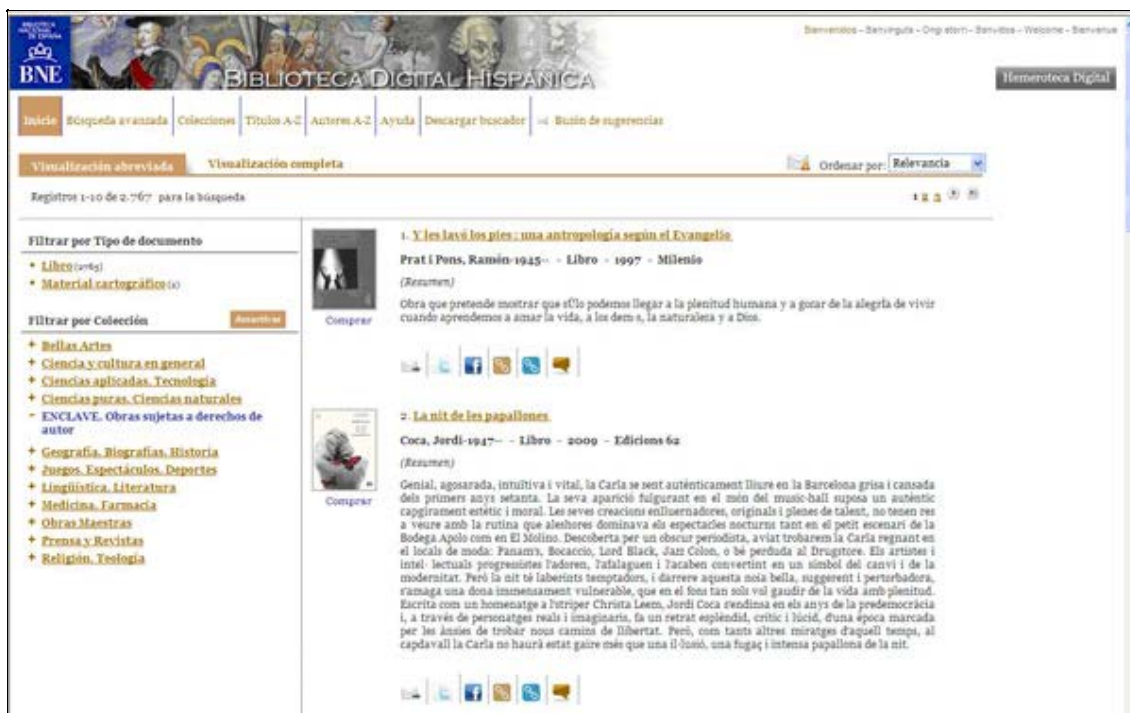 BIBLIOTECA
NACIONAL
DE ESPAÑA
BNE
BIBLIOTECA DIGITAL HISPÁNICA
Bienvenidos - Benvinguts - Ongi etorri - Benvidos - Welcome - Bienvenue
Hemeroteca Digital
Inicio Búsqueda avanzada Colecciones Títulos A-Z Autores A-Z Ayuda Descargar buscador Buzón de sugerencias
Visualización abreviada Visualización completa Ordenar por: Relevancia
Registros 1-10 de 2.767 para la búsqueda 1 2 3
Filtrar por Tipo de documento
Libro (2765)
Material cartográfico (2)
Filtrar por Colección
+ Bellas Artes
+ Ciencia y cultura en general
+ Ciencias aplicadas. Tecnología
+ Ciencias puras. Ciencias naturales
- ENCLAVE. Obras sujetas a derechos de
autor
+ Geografía. Biografías. Historia
+ Juegos. Espectáculos. Deportes
+ Lingüística. Literatura
+ Medicina. Farmacia
+ Obras Maestras
+ Prensa y Revistas
+ Religión. Teología
1. Y les lavó los pies : una antropología según el Evangelio
Prat i Pons, Ramón-1945-- - Libro - 1997 - Milenio
(Resumen)
Obra que pretende mostrar que sÛlo podemos llegar a la plenitud humana y a gozar de la alegría de vivir
cuando aprendemos a amar la vida, a los dem s, la naturaleza y a Dios.
Comprar
2. La nit de les papallones
Coca, Jordi-1947-- - Libro - 2009 - Edicions 62
(Resumen)
Genial, agosarada, intuïtiva i vital, la Carla se sent autènticament lliure en la Barcelona grisa i cansada
dels primers anys setanta. La seva aparició fulgurant en el món del music-hall suposa un autèntic
capgirament estètic i moral. Les seves creacions enlluernadores, originals i plenes de talent, no tenen res
a veure amb la rutina que aleshores dominava els espectacles nocturns tant en el petit escenari de la
Bodega Apolo com en El Molino. Descoberta per un obscur periodista, aviat trobarem la Carla regnant en
el locals de moda: Panam's, Bocaccio, Lord Black, Jazz Colon, o bé perduda al Drugstore. Els artistes i
intel· lectuals progressistes l'adoren, l'afalaguen i l'acaben convertint en un símbol del canvi i de la
modernitat. Però la nit té laberints temptadors, i darrere aquesta noia bella, suggerent i pertorbadora,
s'amaga una dona immensament vulnerable, que en el fons tan sols vol gaudir de la vida amb plenitud.
Escrita com un homenatge a l'striper Christa Leem, Jordi Coca s'endinsa en els anys de la predemocràcia
i, a través de personatges reals i imaginaris, fa un retrat esplèndid, crític i lúcid, d'una època marcada
per les ànsies de trobar nous camins de llibertat. Però, com tants altres miratges d'aquell temps, al
capdavall la Carla no haurà estat gaire més que una il·lusió, una fugaç i intensa papallona de la nit.
Comprar